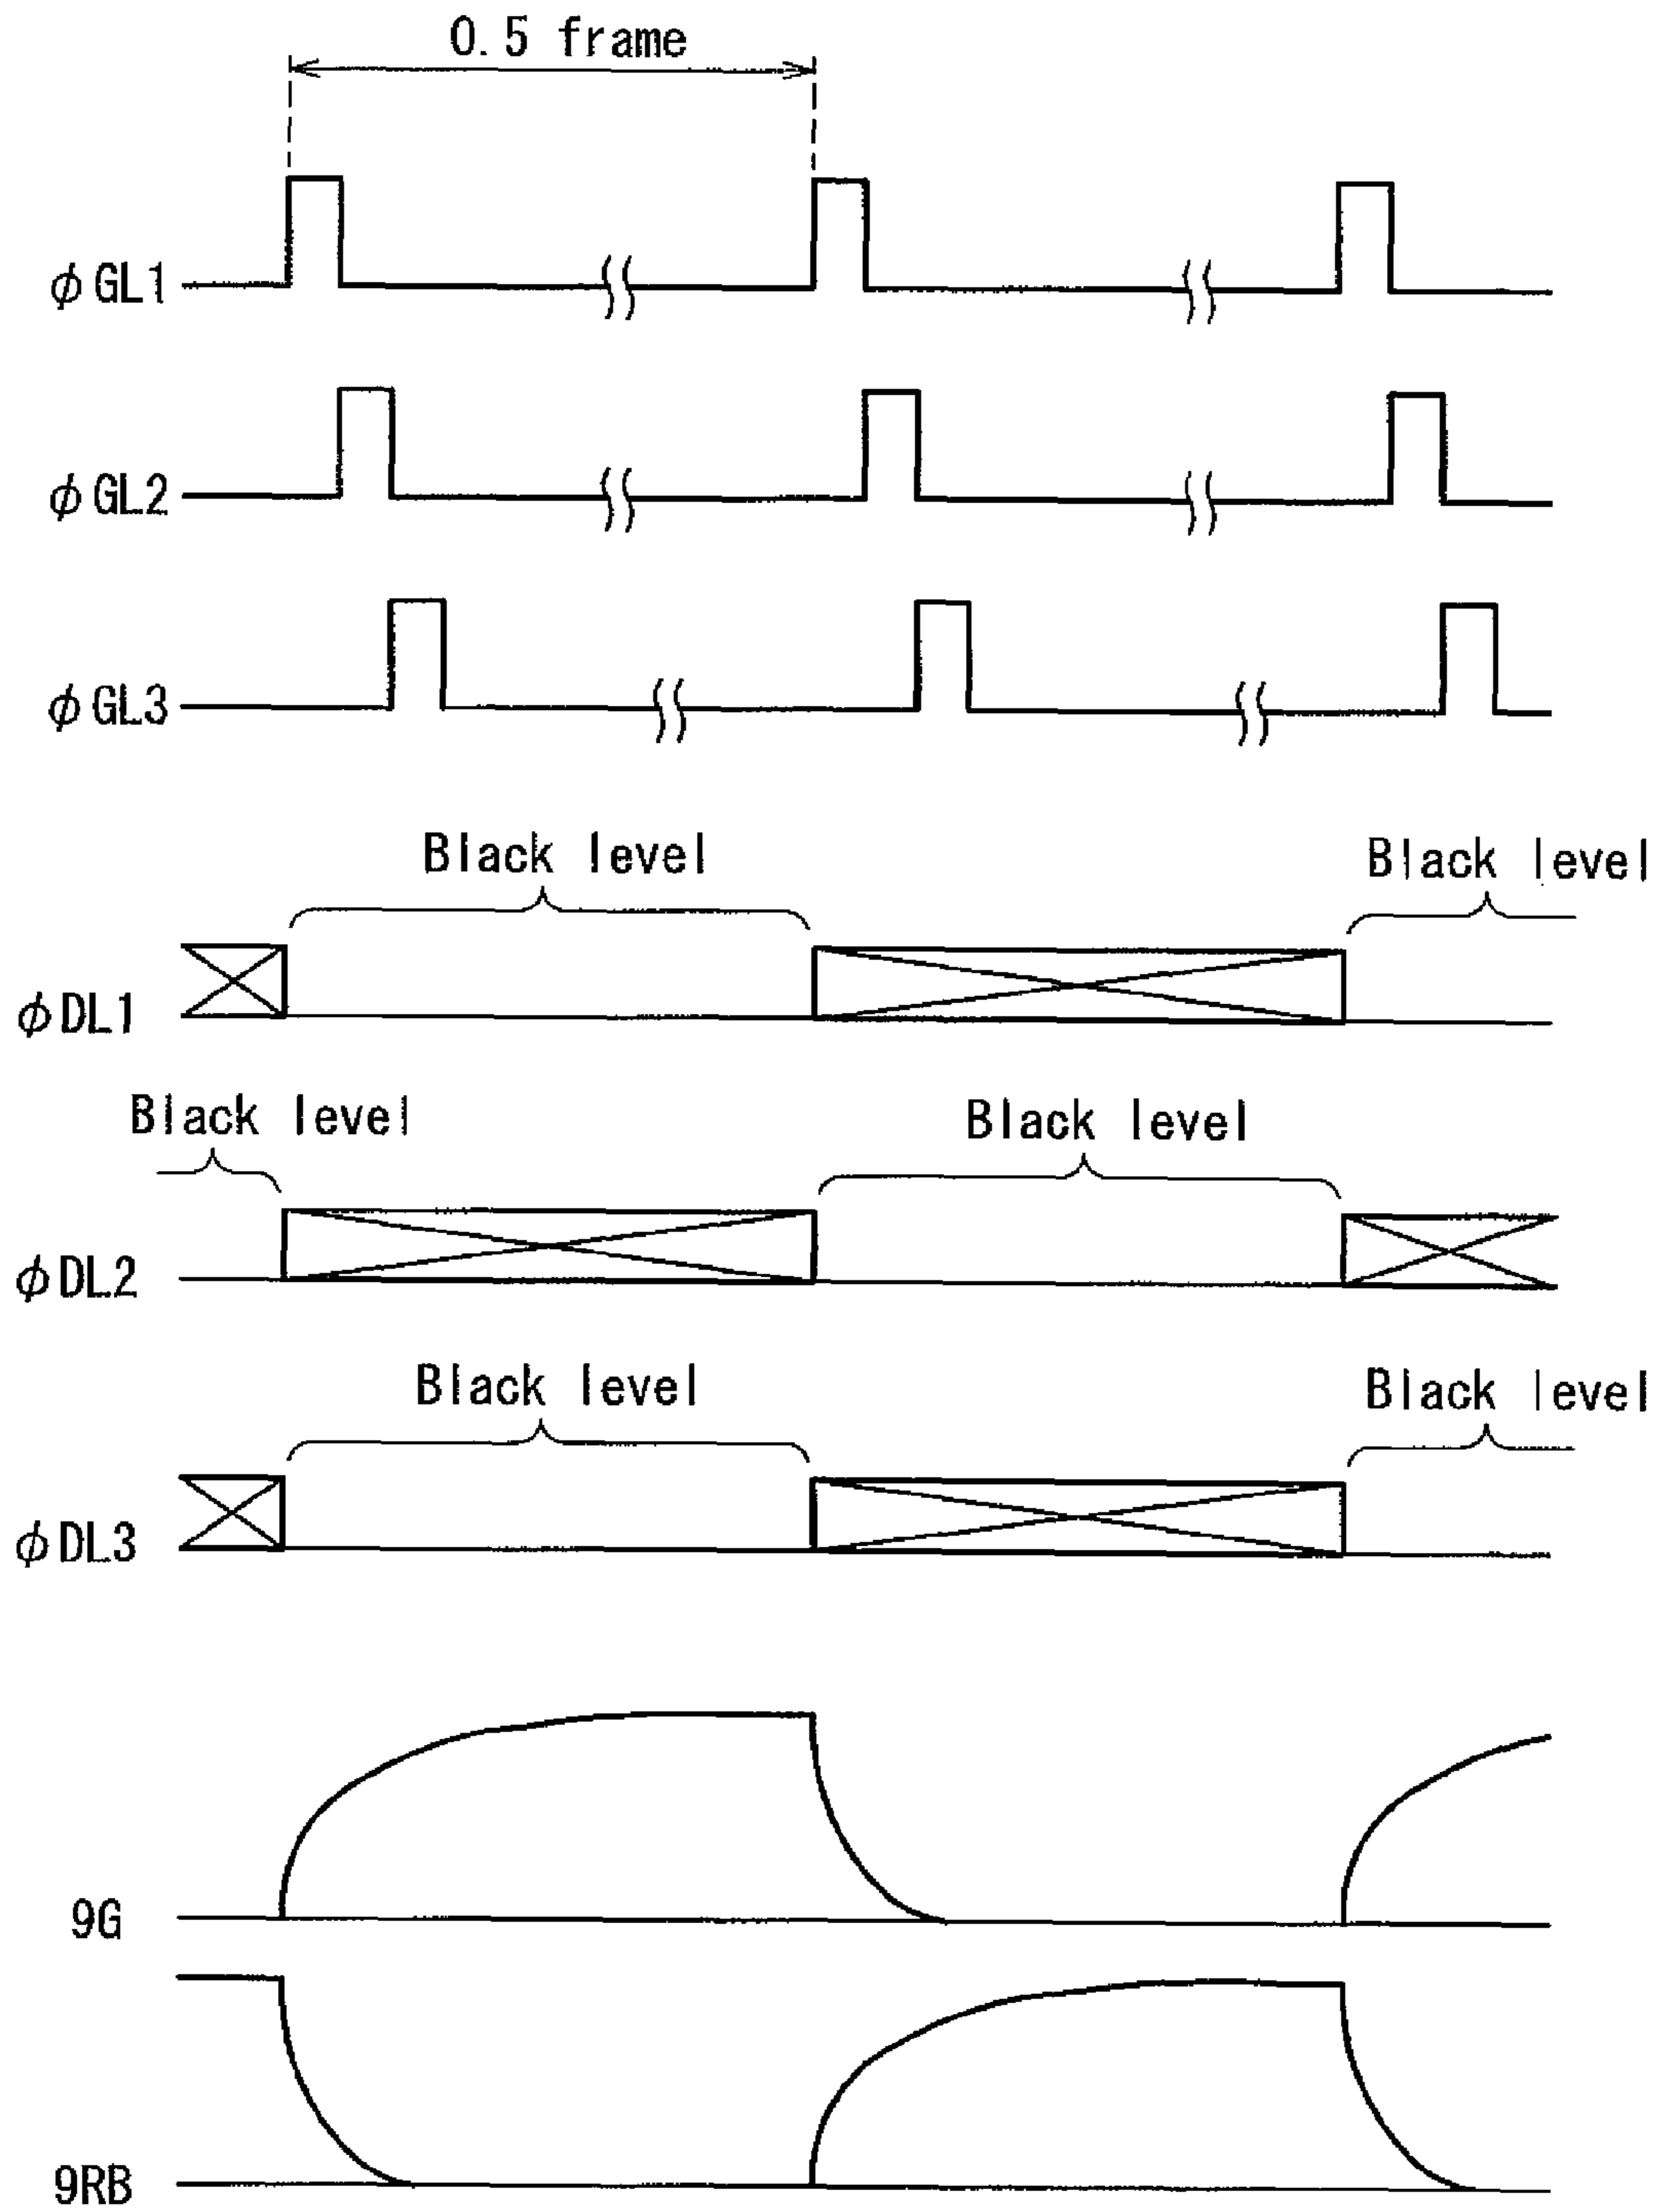 0.5 frame
φGL1
φGL2
φGL3
Black level
Black level
φDL1
Black level
Black level
φDL2
Black level
Black level
φDL3
9G
9RB